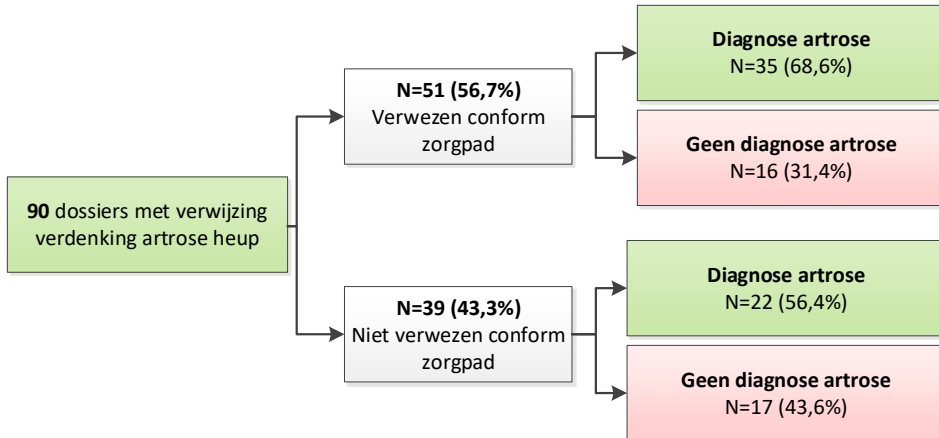 90 dossiers met verwijzing
verdenking artrose heup
N=51 (56,7%)
Verwezen conform
zorgpad
Diagnose artrose
N=35 (68,6%)
Geen diagnose artrose
N=16 (31,4%)
N=39 (43,3%)
Niet verwezen conform
zorgpad
Diagnose artrose
N=22 (56,4%)
Geen diagnose artrose
N=17 (43,6%)